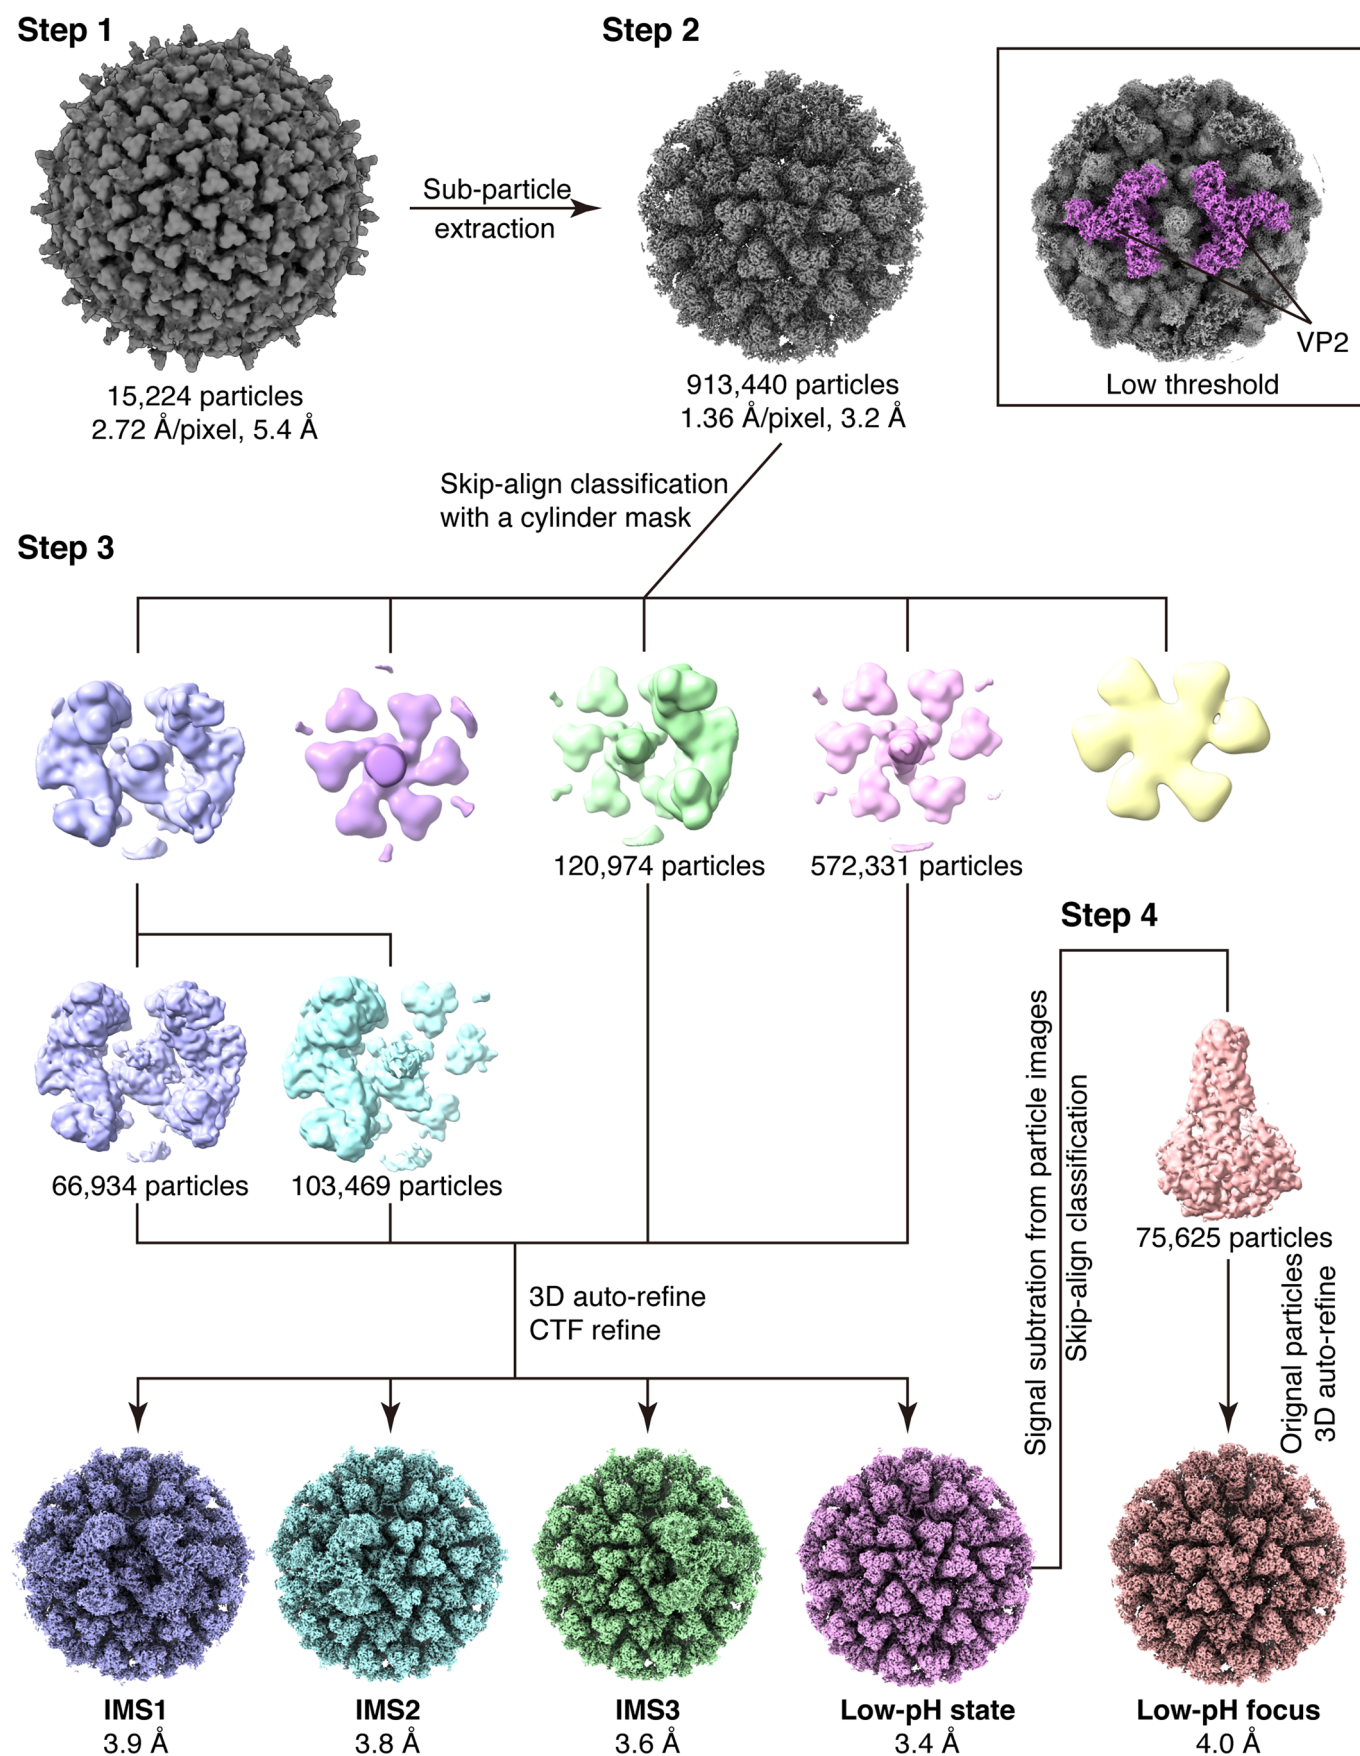 Step 1
Step 2
Sub-particle
extraction
VP2
Low threshold
15,224 particles
2.72 Å/pixel, 5.4 Å
913,440 particles
1.36 Å/pixel, 3.2 Å
Skip-align classification
with a cylinder mask
Step 3
120,974 particles
572,331 particles
Step 4
66,934 particles
103,469 particles
Signal subtration from particle images
Skip-align classification
75,625 particles
Orignal particles
3D auto-refine
3D auto-refine
CTF refine
IMS1
3.9 Å
IMS2
3.8 Å
IMS3
3.6 Å
Low-pH state
3.4 Å
Low-pH focus
4.0 Å